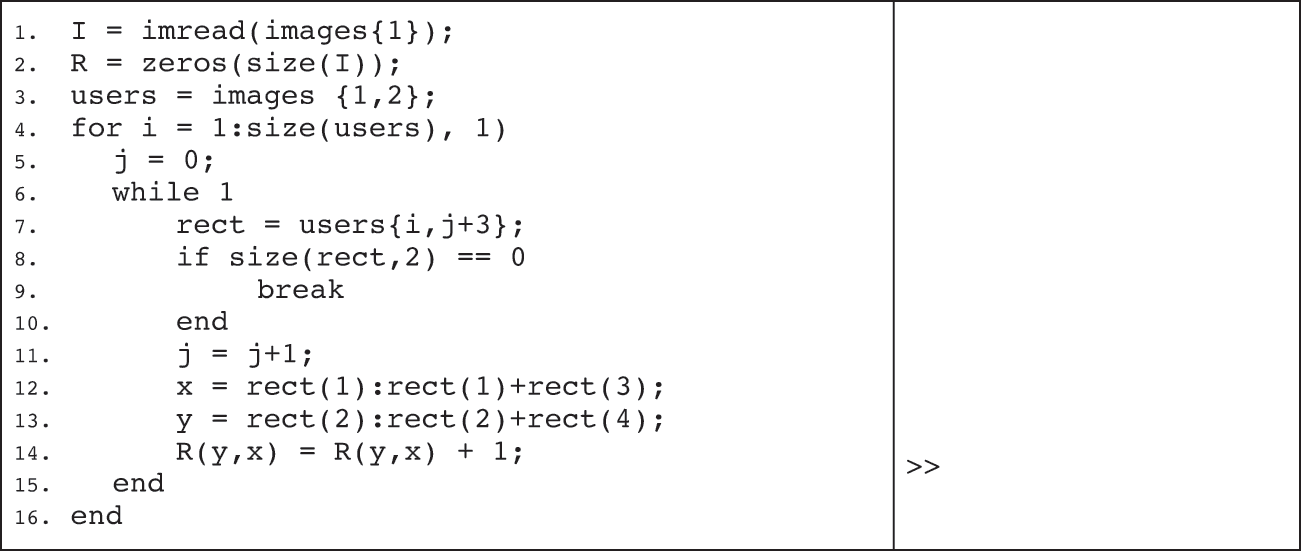 1. I = imread(images{1});
2. R = zeros(size(I));
3. users = images {1,2};
4. for i = 1:size(users), 1)
5. j = 0;
6. while 1
7. rect = users{i,j+3};
8. if size(rect,2) == 0
9. break
10. end
11. j = j+1;
12. x = rect(1):rect(1)+rect(3);
13. y = rect(2):rect(2)+rect(4);
14. R(y,x) = R(y,x) + 1;
>>
15. end
16. end